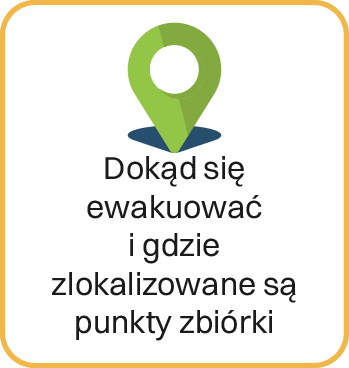 Dokąd się
ewakuować
i gdzie
zlokalizowane są
punkty zbiórki